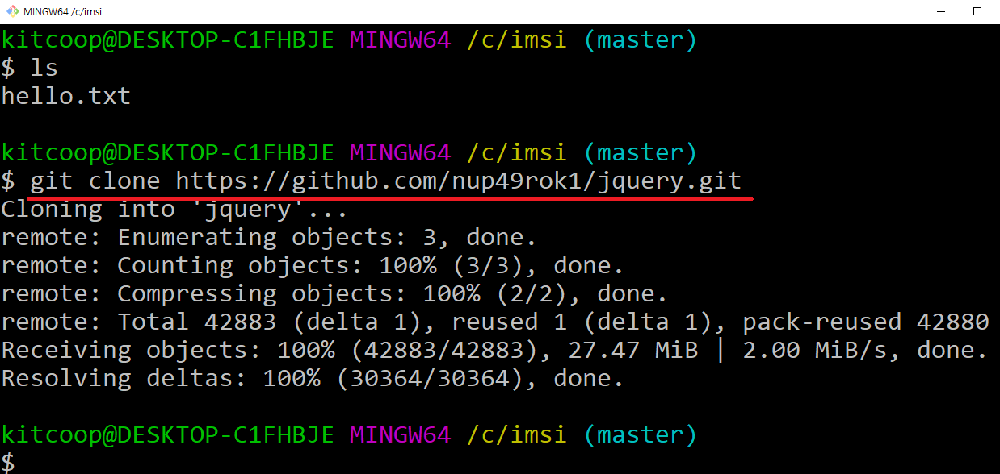 MINGW64:/c/imsi
kitcoop@DESKTOP-C1FHBJE MINGW64 /c/imsi (master)
$ ls
hello.txt
kitcoop@DESKTOP-C1FHBJE MINGW64 /c/imsi (master)
$ git clone https://github.com/nup49rok1/jquery.git
Cloning into 'jquery'...
remote: Enumerating objects: 3, done.
remote: Counting objects: 100% (3/3), done.
remote: Compressing objects: 100% (2/2), done.
remote: Total 42883 (delta 1), reused 1 (delta 1), pack-reused 42880
Receiving objects: 100% (42883/42883), 27.47 MiB | 2.00 MiB/s, done.
Resolving deltas: 100% (30364/30364), done.
kitcoop@DESKTOP-C1FHBJE MINGW64 /c/imsi (master)
$